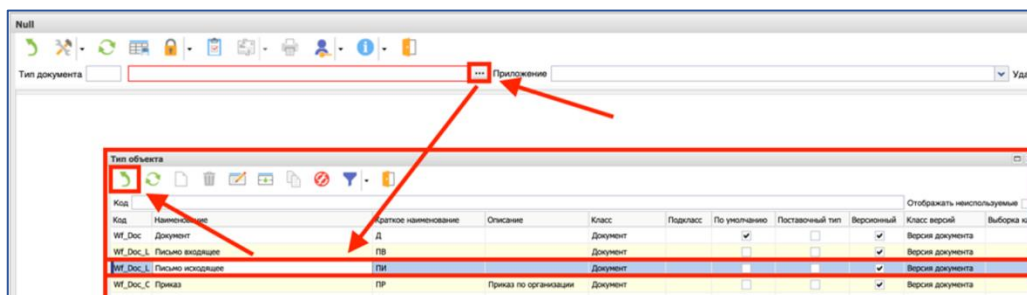 Null
Тип документа ... Приложение
Тип объекта
Код Отображать неиспользуемые
Код Наименование Краткое наименование Описание Класс Подкласс По умолчанию Поставочный тип Версионный Класс версий Выборка
Wf_Doc Документ Д Документ Версия документа
Wf_Doc_L Письмо входящее ПВ Документ Версия документа
Wf_Doc_L Письмо исходящее ПИ Документ Версия документа
Wf_Doc_C Приказ ПР Приказ по организации Документ Версия документа